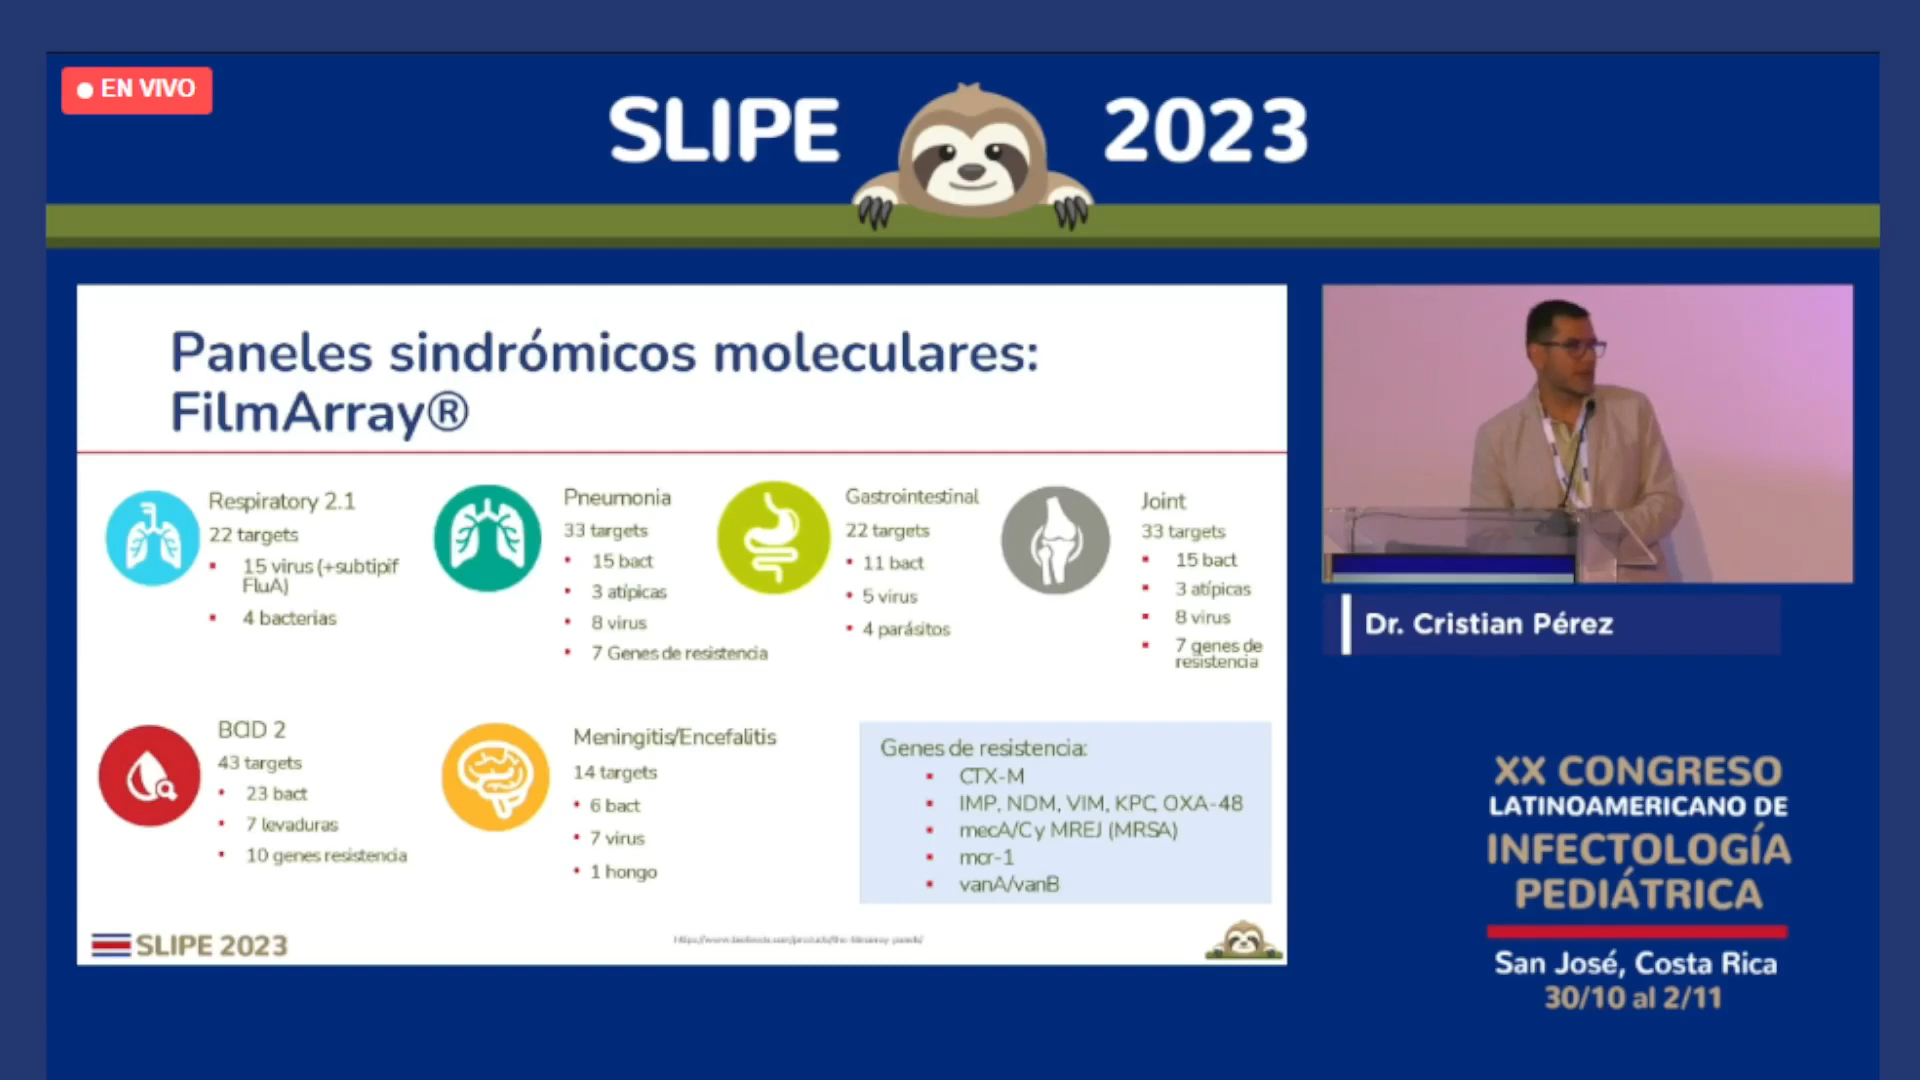 EN VIVO
SLIPE 2023
Paneles sindrómicos moleculares:
FilmArray®
Respiratory 2.1
22 targets
15 virus (+subtipif
FluA)
4 bacterias
Pneumonia
33 targets
15 bact
3 atípicas
8 virus
7 Genes de resistencia
Gastrointestinal
22 targets
11 bact
5 virus
4 parásitos
Joint
33 targets
15 bact
3 atípicas
8 virus
7 genes de
resistencia
BCID 2
43 targets
23 bact
7 levaduras
10 genes resistencia
Meningitis/Encefalitis
14 targets
6 bact
7 virus
1 hongo
Genes de resistencia:
CTX-M
IMP, NDM, VIM, KPC, OXA-48
mecA/C y MREJ (MRSA)
mcr-1
vanA/vanB
SLIPE 2023
Dr. Cristian Pérez
XX CONGRESO
LATINOAMERICANO DE
INFECTOLOGÍA
PEDIÁTRICA
San José, Costa Rica
30/10 al 2/11